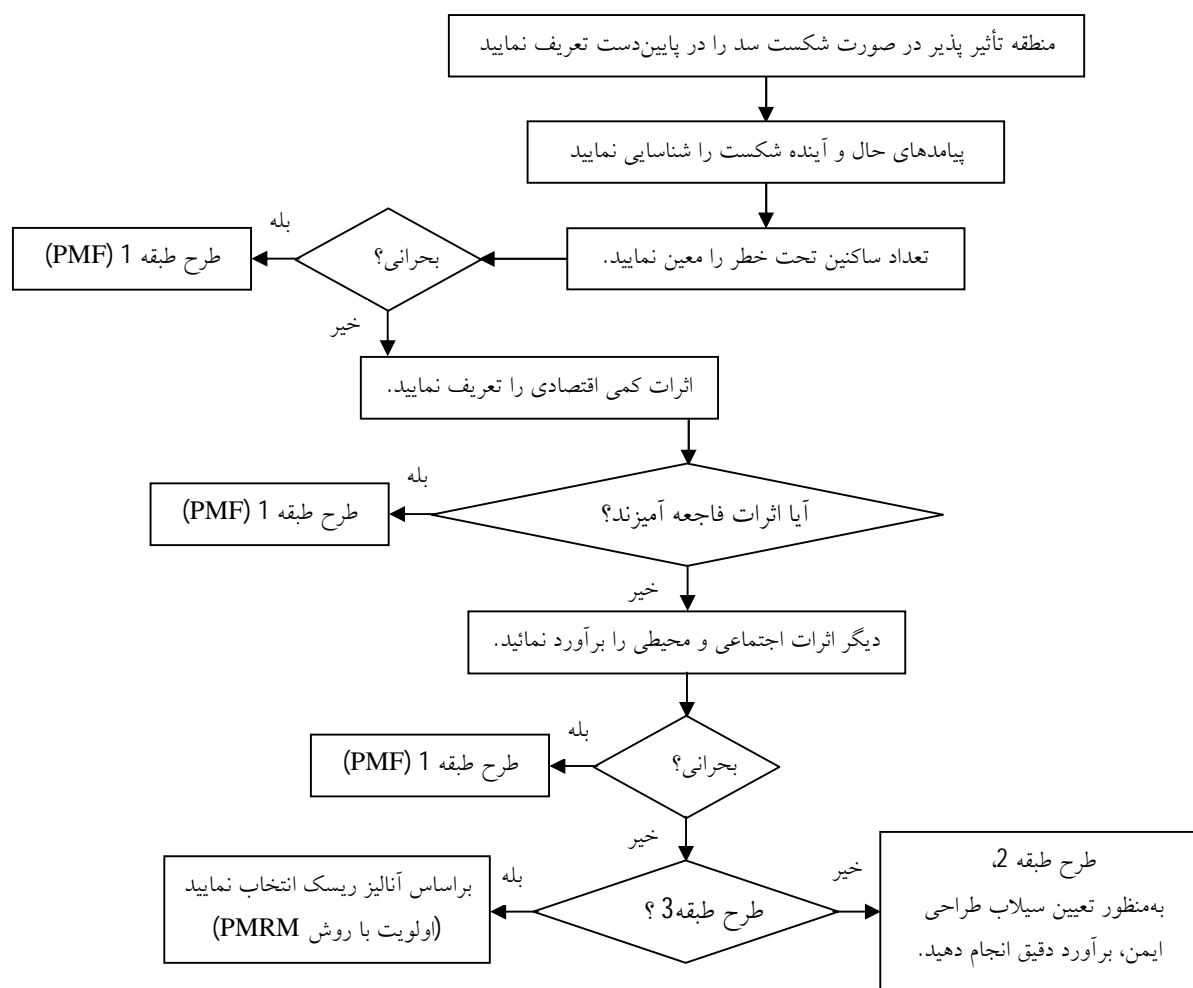 منطقه تأثیر پذیر در صورت شکست سد را در پایین‌دست تعریف نمایید
پیامدهای حال و آینده شکست را شناسایی نمایید
تعداد ساکنین تحت خطر را معین نمایید.
بحرانی؟
بله
طرح طبقه 1 (PMF)
خیر
اثرات کمی اقتصادی را تعریف نمایید.
آیا اثرات فاجعه آمیزند؟
بله
طرح طبقه 1 (PMF)
خیر
دیگر اثرات اجتماعی و محیطی را برآورد نمائید.
بحرانی؟
بله
طرح طبقه 1 (PMF)
خیر
طرح طبقه3 ؟
بله
براساس آنالیز ریسک انتخاب نمایید
(اولویت با روش PMRM)
خیر
طرح طبقه 2،
به‌منظور تعیین سیلاب طراحی
ایمن، برآورد دقیق انجام دهید.